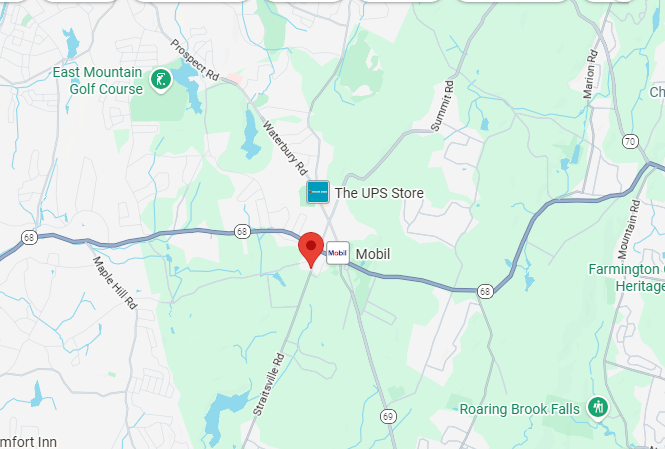 Prospect Rd
East Mountain
Golf Course
Marion Rd
Ch
Summit Rd
Waterbury Rd
70
The UPS Store
Mountain Rd
68
68
Mobil
Mobil
Maple Hill Rd
Farmington C
Heritage
68
Straitsville Rd
Roaring Brook Falls
69
mfort Inn